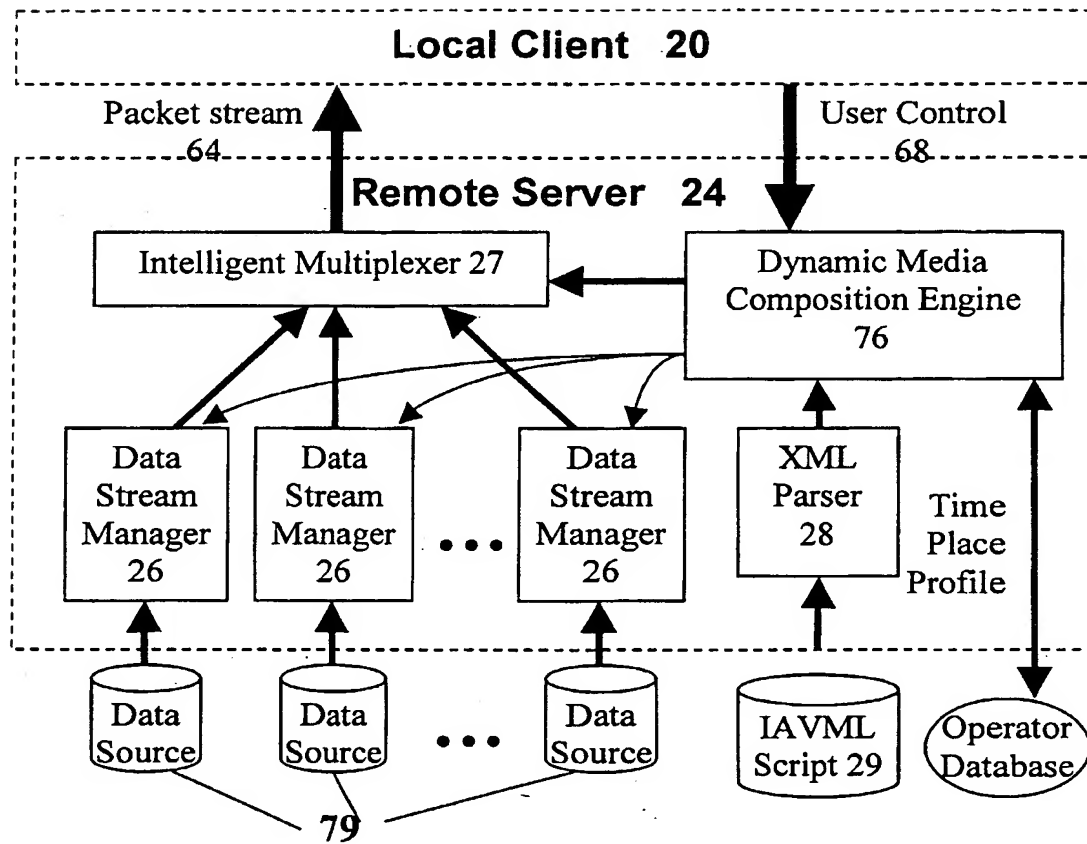 Local Client 20
Packet stream
64
User Control
68
Remote Server 24
Intelligent Multiplexer 27
Dynamic Media
Composition Engine
76
Data
Stream
Manager
26
Data
Stream
Manager
26
Data
Stream
Manager
26
XML
Parser
28
Time
Place
Profile
Data
Source
Data
Source
Data
Source
IAVML
Script 29
Operator
Database
79